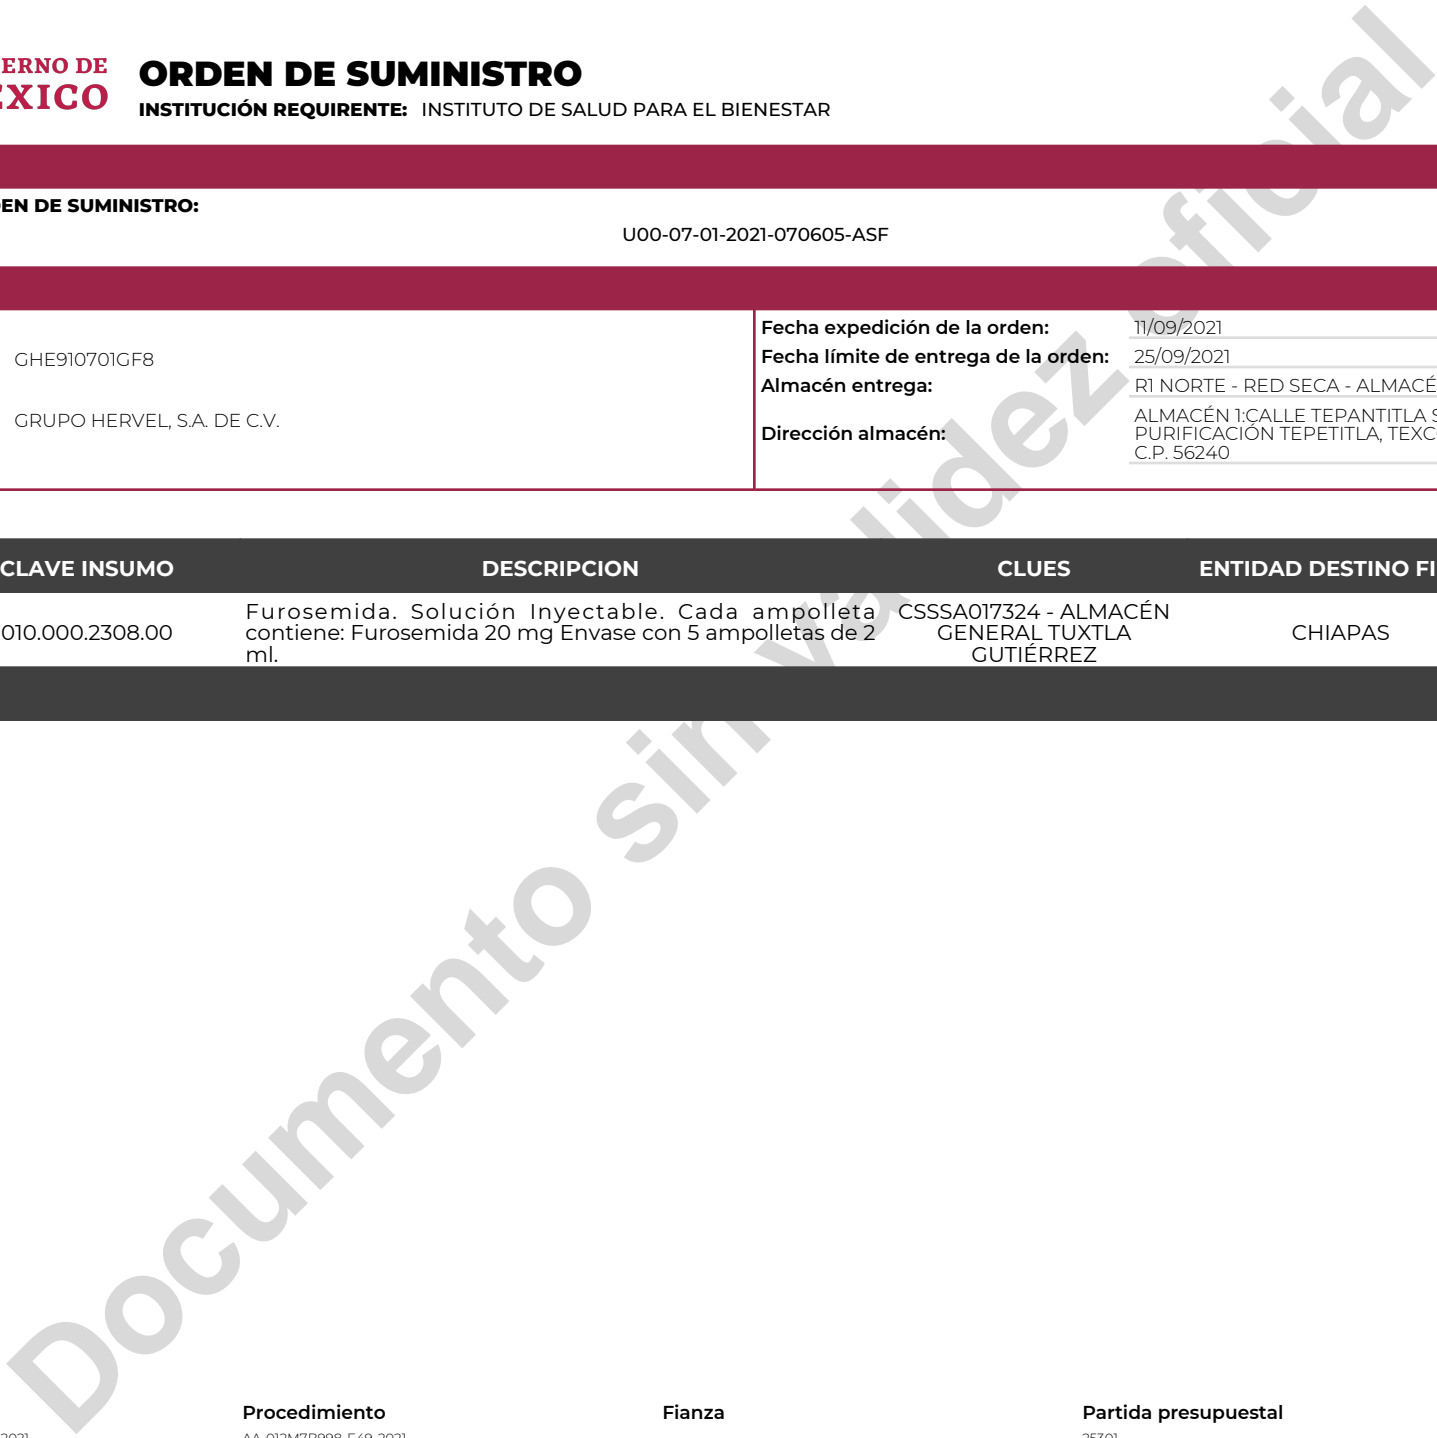 ERNO DE
ORDEN DE SUMINISTRO
XICO
INSTITUCIÓN REQUIRENTE: INSTITUTO DE SALUD PARA EL BIENESTAR
EN DE SUMINISTRO:
U00-07-01-2021-070605-ASF
GHE910701GF8
GRUPO HERVEL, S.A. DE C.V.
Fecha expedición de la orden: 11/09/2021
Fecha límite de entrega de la orden: 25/09/2021
Almacén entrega: R1 NORTE - RED SECA - ALMACÉ
Dirección almacén:
ALMACÉN 1:CALLE TEPANTITLA S
PURIFICACIÓN TEPETITLA, TEXC
C.P. 56240
CLAVE INSUMO DESCRIPCION CLUES ENTIDAD DESTINO FI
010.000.2308.00
Furosemida. Solución Inyectable. Cada ampolleta
contiene: Furosemida 20 mg Envase con 5 ampolletas de 2
ml.
CSSSA017324 - ALMACÉN
GENERAL TUXTLA
GUTIÉRREZ
CHIAPAS
Documento sin validez oficial
Procedimiento Fianza Partida presupuestal